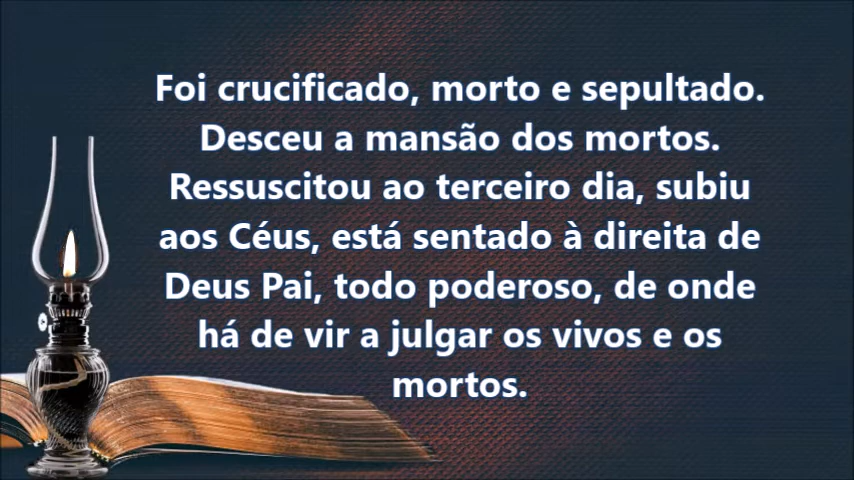 Foi crucificado, morto e sepultado.
Desceu a mansão dos mortos.
Ressuscitou ao terceiro dia, subiu
aos Céus, está sentado à direita de
Deus Pai, todo poderoso, de onde
há de vir a julgar os vivos e os
mortos.